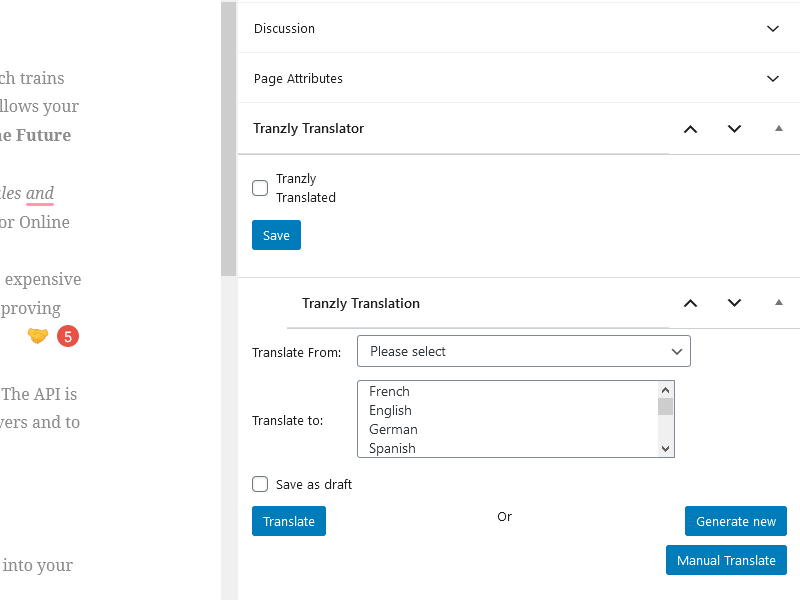 ch trains
llows your
e Future
les and
or Online
expensive
proving
5
The API is
vers and to
into your
Discussion
Page Attributes
Tranzly Translator
Tranzly
Translated
Save
Tranzly Translation
Translate From:
Please select
Translate to:
French
English
German
Spanish
Save as draft
Translate
Or
Generate new
Manual Translate